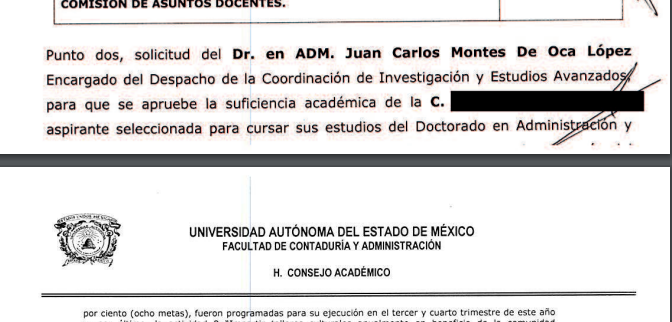 COMISIÓN DE ASUNTOS DOCENTES.
Punto dos, solicitud del Dr. en ADM. Juan Carlos Montes De Oca López
Encargado del Despacho de la Coordinación de Investigación y Estudios Avanzados,
para que se apruebe la suficiencia académica de la C.
aspirante seleccionada para cursar sus estudios del Doctorado en Administración y
UNIVERSIDAD AUTÓNOMA DEL ESTADO DE MÉXICO
FACULTAD DE CONTADURÍA Y ADMINISTRACIÓN
H. CONSEJO ACADÉMICO
por ciento (ocho metas), fueron programadas para su ejecución en el tercer y cuarto trimestre de este año